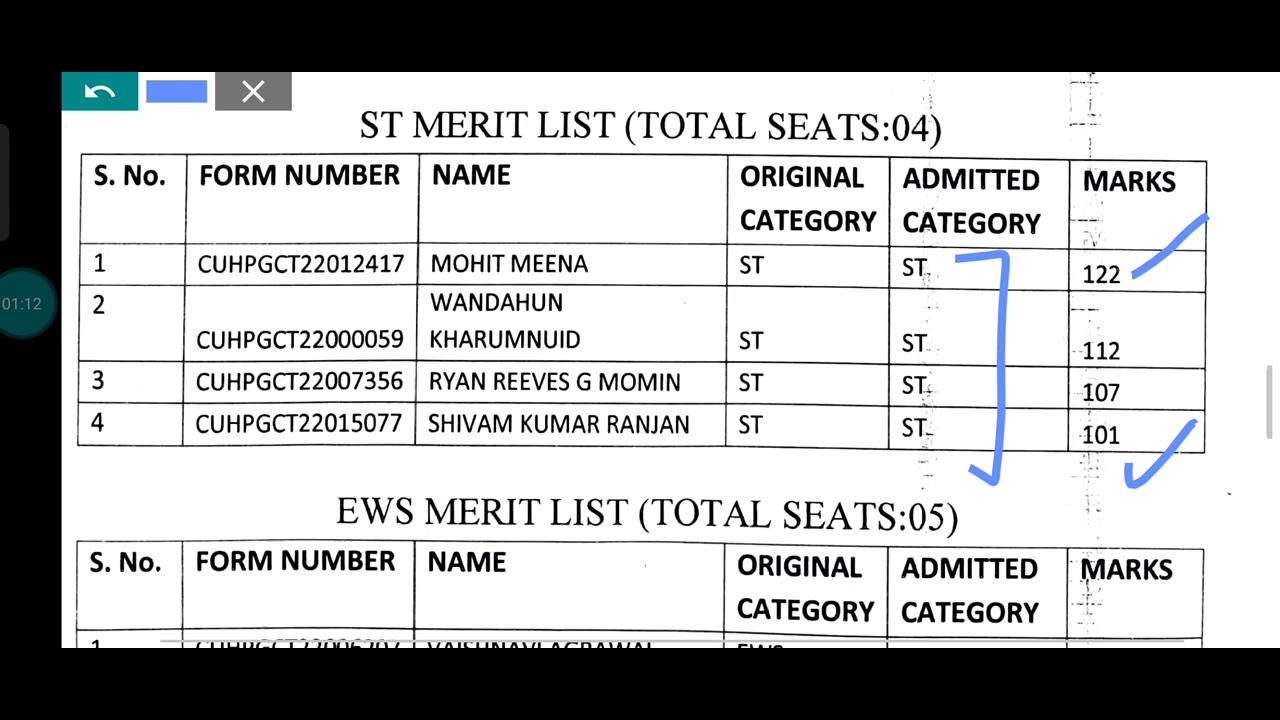 ST MERIT LIST (TOTAL SEATS:04)
S. No. FORM NUMBER NAME ORIGINAL CATEGORY ADMITTED CATEGORY MARKS
1 CUHPGCT22012417 MOHIT MEENA ST ST 122
2 CUHPGCT22000059 WANDAHUN KHARUMNUID ST ST 112
3 CUHPGCT22007356 RYAN REEVES G MOMIN ST ST 107
4 CUHPGCT22015077 SHIVAM KUMAR RANJAN ST ST 101
01:12
EWS MERIT LIST (TOTAL SEATS:05)
S. No. FORM NUMBER NAME ORIGINAL CATEGORY ADMITTED CATEGORY MARKS